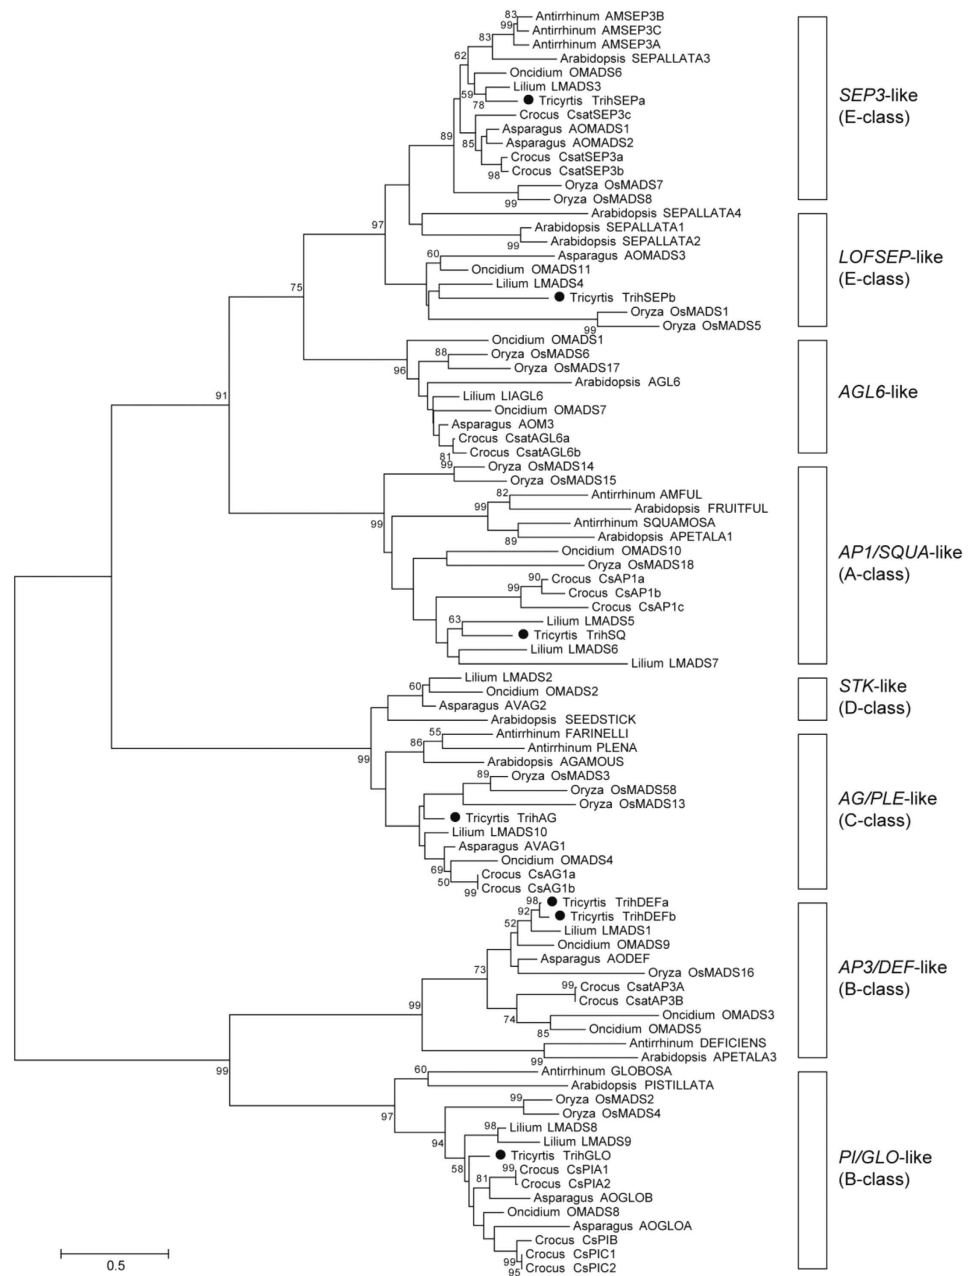 83
Antirrhinum AMSEP3B
99
Antirrhinum AMSEP3C
83
Antirrhinum AMSEP3A
62
Arabidopsis SEPALLATA3
Oncidium OMADS6
59
Lilium LMADS3
78
Tricyrtis TrihSEPa
Crocus CsatSEP3c
89
Asparagus AOMADS1
85
Asparagus AOMADS2
Crocus CsatSEP3a
98
Crocus CsatSEP3b
Oryza OsMADS7
99
Oryza OsMADS8
SEP3-like
(E-class)
97
Arabidopsis SEPALLATA4
Arabidopsis SEPALLATA1
99
Arabidopsis SEPALLATA2
60
Asparagus AOMADS3
Oncidium OMADS11
Lilium LMADS4
75
Tricyrtis TrihSEPb
Oryza OsMADS1
99
Oryza OsMADS5
LOFSEP-like
(E-class)
Oncidium OMADS1
88
Oryza OsMADS6
96
Oryza OsMADS17
Arabidopsis AGL6
91
Lilium LIAGL6
Oncidium OMADS7
Asparagus AOM3
Crocus CsatAGL6a
81
Crocus CsatAGL6b
AGL6-like
99
Oryza OsMADS14
Oryza OsMADS15
82
Antirrhinum AMFUL
99
Arabidopsis FRUITFUL
99
Antirrhinum SQUAMOSA
89
Arabidopsis APETALA1
Oncidium OMADS10
Oryza OsMADS18
90
Crocus CsAP1a
99
Crocus CsAP1b
Crocus CsAP1c
63
Lilium LMADS5
Tricyrtis TrihSQ
Lilium LMADS6
Lilium LMADS7
AP1/SQUA-like
(A-class)
Lilium LMADS2
60
Oncidium OMADS2
Asparagus AVAG2
Arabidopsis SEEDSTICK
STK-like
(D-class)
99
55
Antirrhinum FARINELLI
86
Antirrhinum PLENA
Arabidopsis AGAMOUS
89
Oryza OsMADS3
Oryza OsMADS58
Oryza OsMADS13
Tricyrtis TrihAG
Lilium LMADS10
Asparagus AVAG1
69
Oncidium OMADS4
50
Crocus CsAG1a
99
Crocus CsAG1b
AG/PLE-like
(C-class)
98
Tricyrtis TrihDEFa
92
Tricyrtis TrihDEFb
52
Lilium LMADS1
Oncidium OMADS9
73
Asparagus AODEF
Oryza OsMADS16
99
Crocus CsatAP3A
99
Crocus CsatAP3B
74
Oncidium OMADS3
85
Oncidium OMADS5
Antirrhinum DEFICIENS
99
Arabidopsis APETALA3
AP3/DEF-like
(B-class)
99
60
Antirrhinum GLOBOSA
Arabidopsis PISTILLATA
97
99
Oryza OsMADS2
Oryza OsMADS4
94
98
Lilium LMADS8
Lilium LMADS9
58
Tricyrtis TrihGLO
99
Crocus CsPIA1
81
Crocus CsPIA2
Asparagus AOGLOB
Oncidium OMADS8
Asparagus AOGLOA
Crocus CsPIB
99
Crocus CsPIC1
95
Crocus CsPIC2
PI/GLO-like
(B-class)
0.5